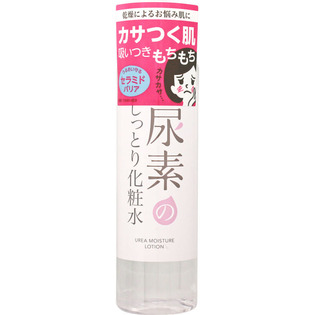 乾燥によるお悩み肌に
カサつく肌
吸いつきもちもち
セラミド
バリア
カサカサ
尿素の
しっとり化粧水
UREA MOISTURE
LOTION